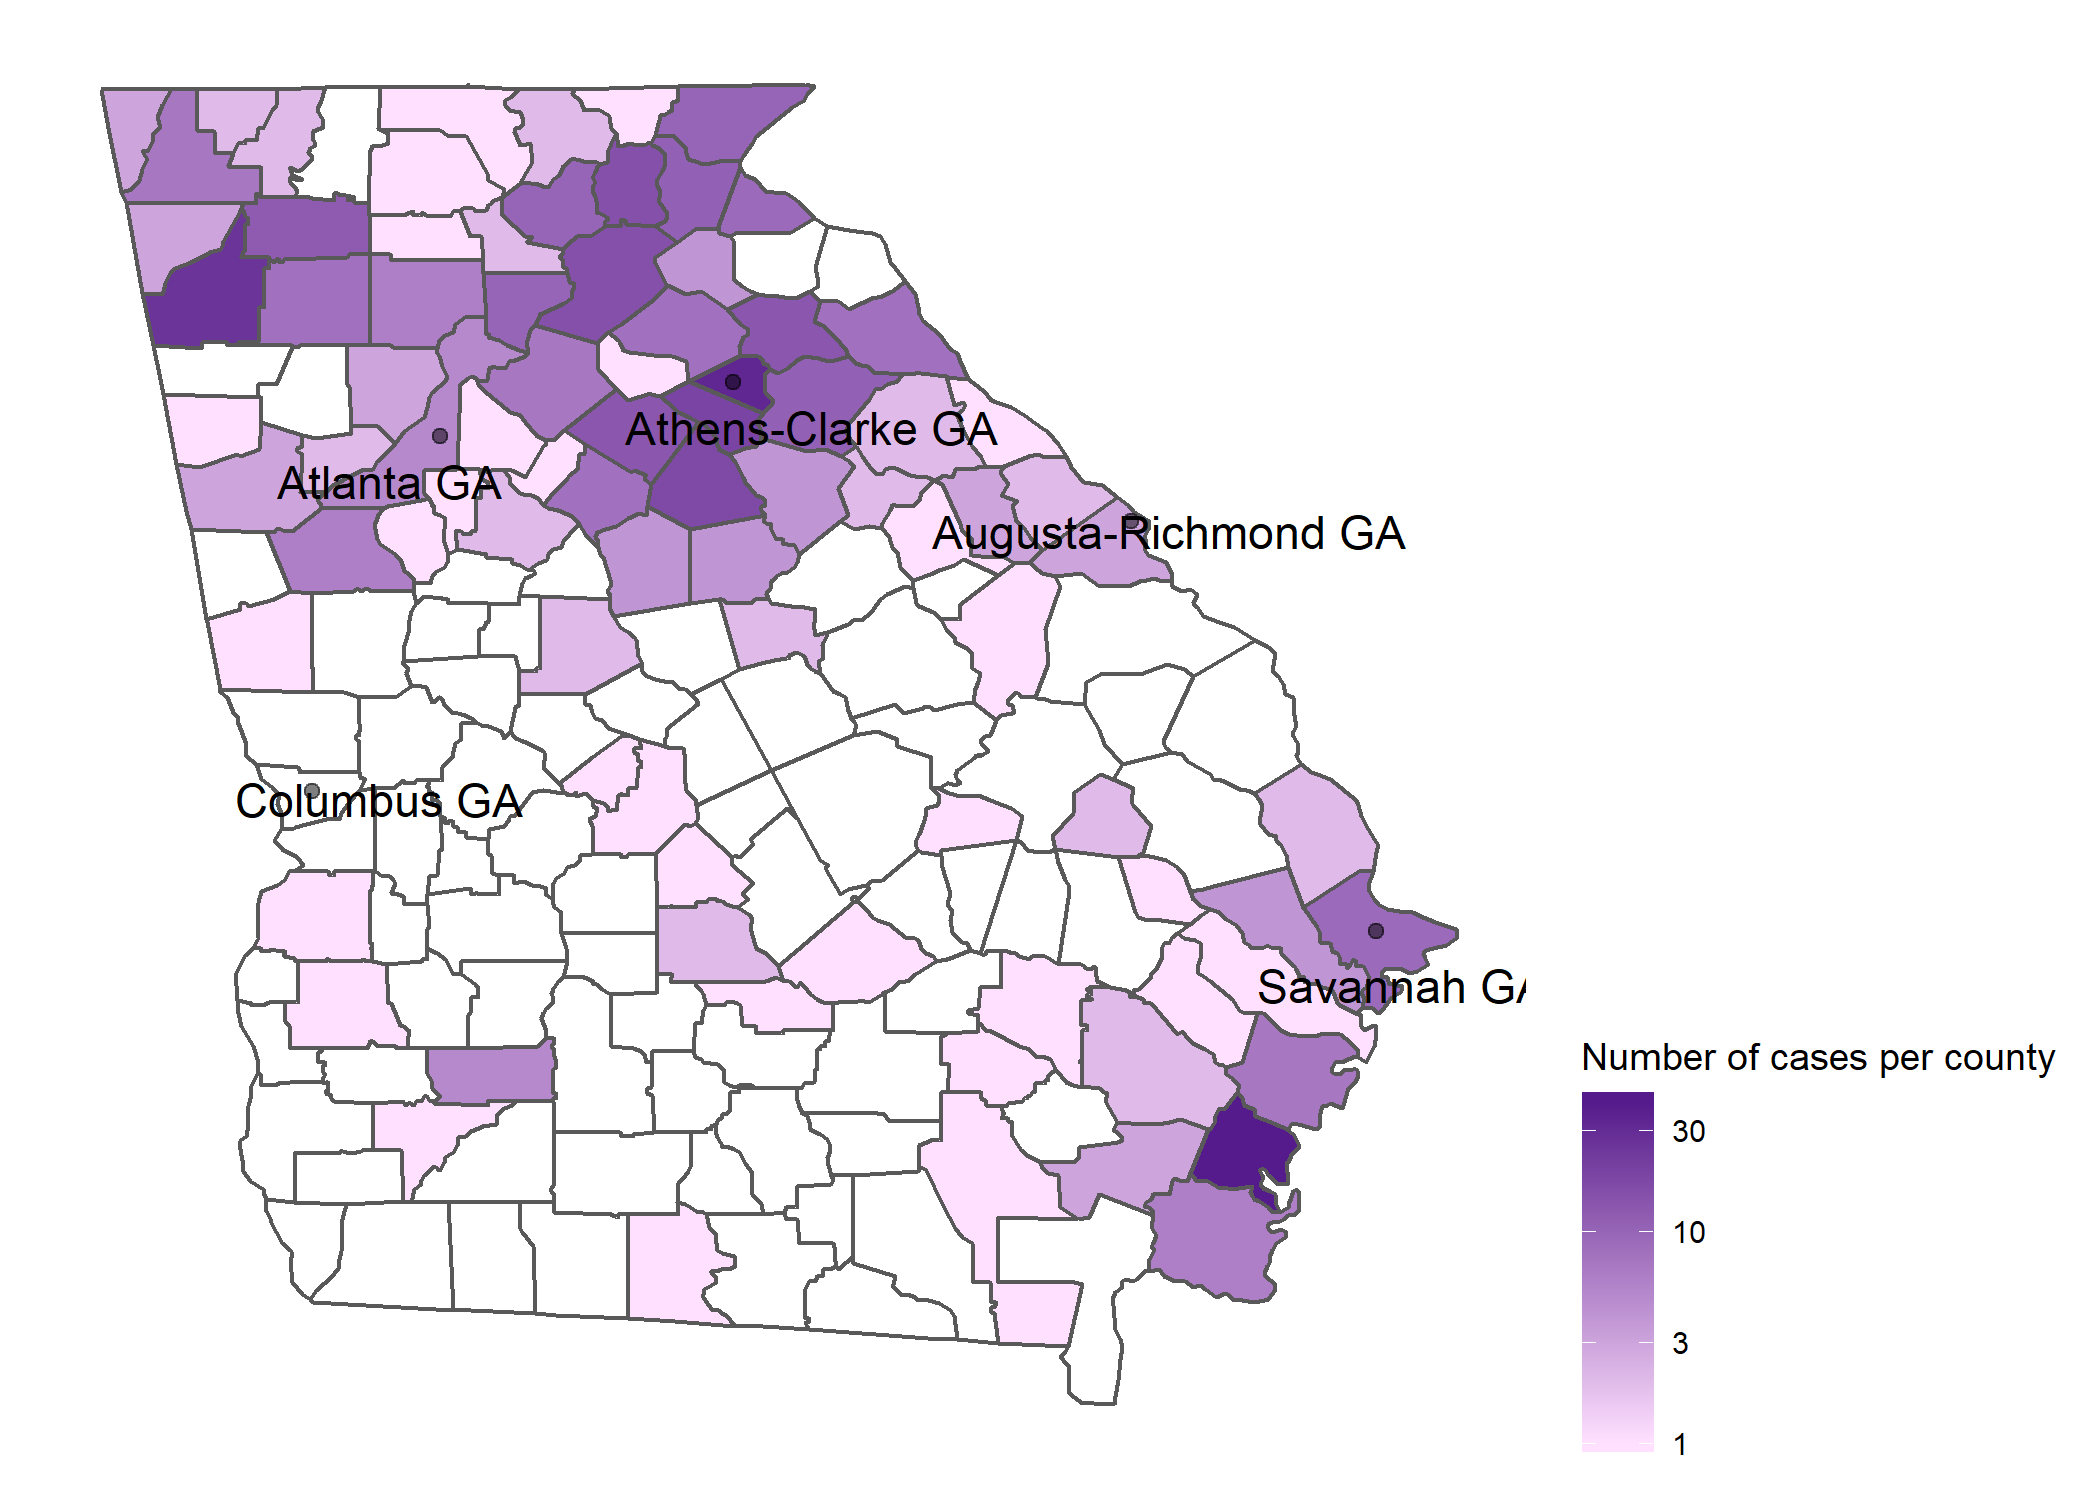 Athens-Clarke GA
Atlanta GA
Augusta-Richmond GA
Columbus GA
Savannah GA
Number of cases per county
30
10
3
1